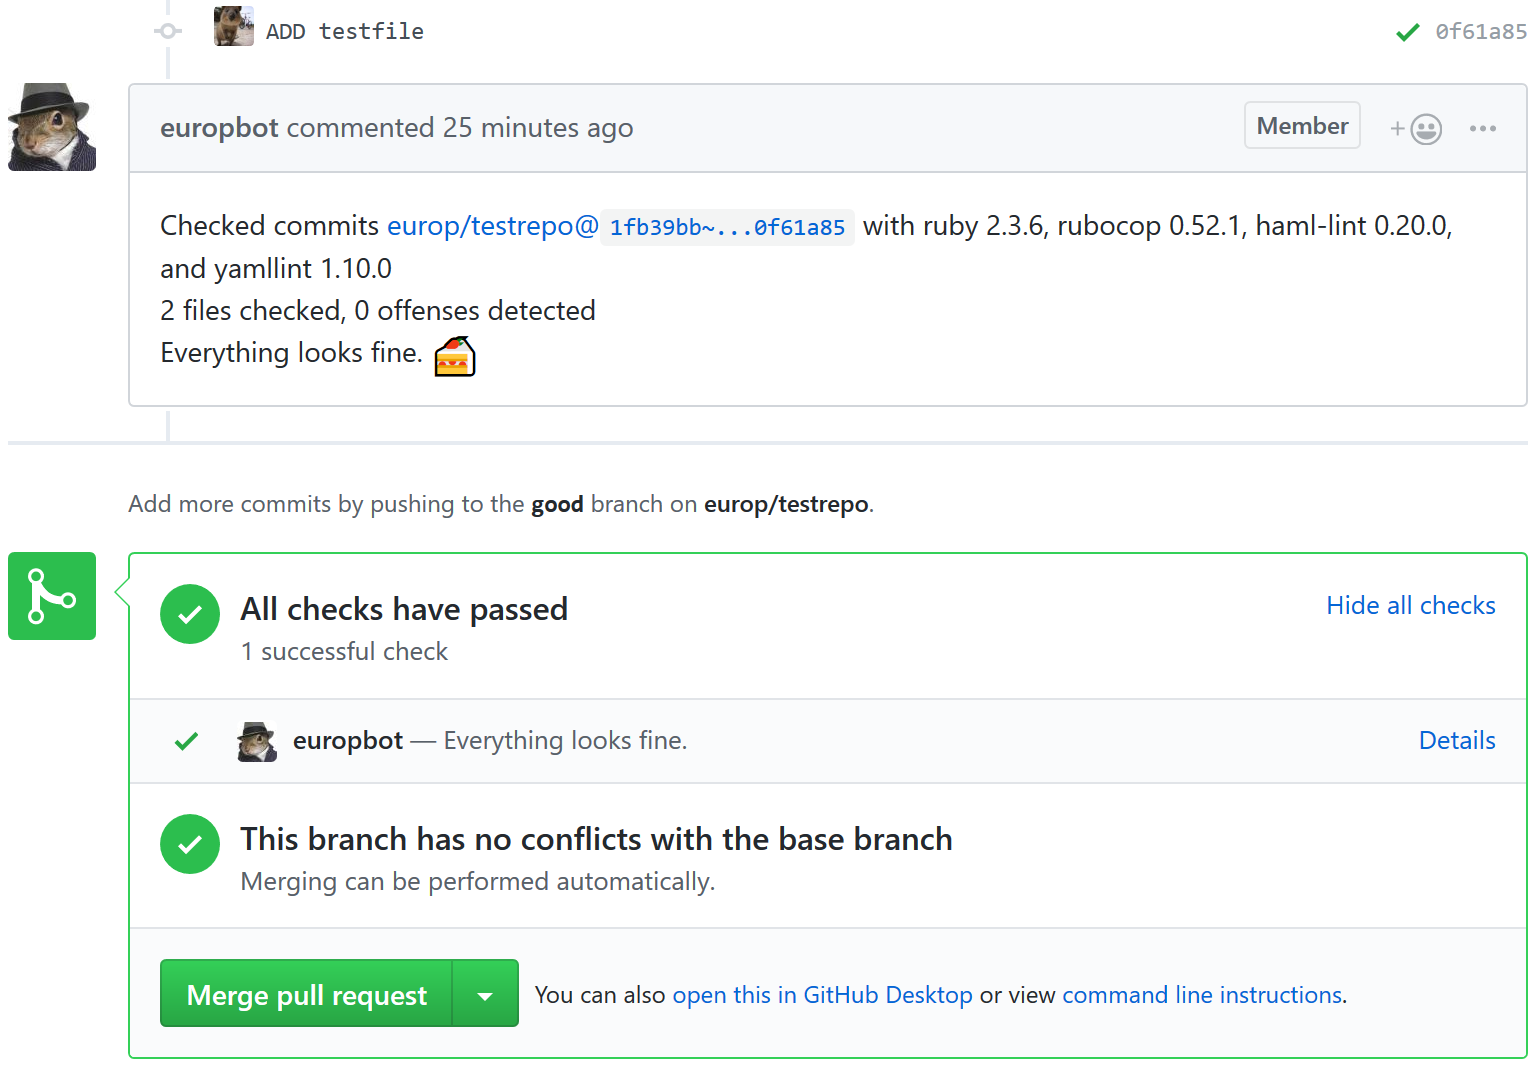 ADD testfile
0f61a85
europbot commented 25 minutes ago
Member
Checked commits europ/testrepo@ 1fb39bb~...0f61a85 with ruby 2.3.6, rubocop 0.52.1, haml-lint 0.20.0,
and yamllint 1.10.0
2 files checked, 0 offenses detected
Everything looks fine.
Add more commits by pushing to the good branch on europ/testrepo.
All checks have passed
Hide all checks
1 successful check
europbot — Everything looks fine.
Details
This branch has no conflicts with the base branch
Merging can be performed automatically.
Merge pull request
You can also open this in GitHub Desktop or view command line instructions.